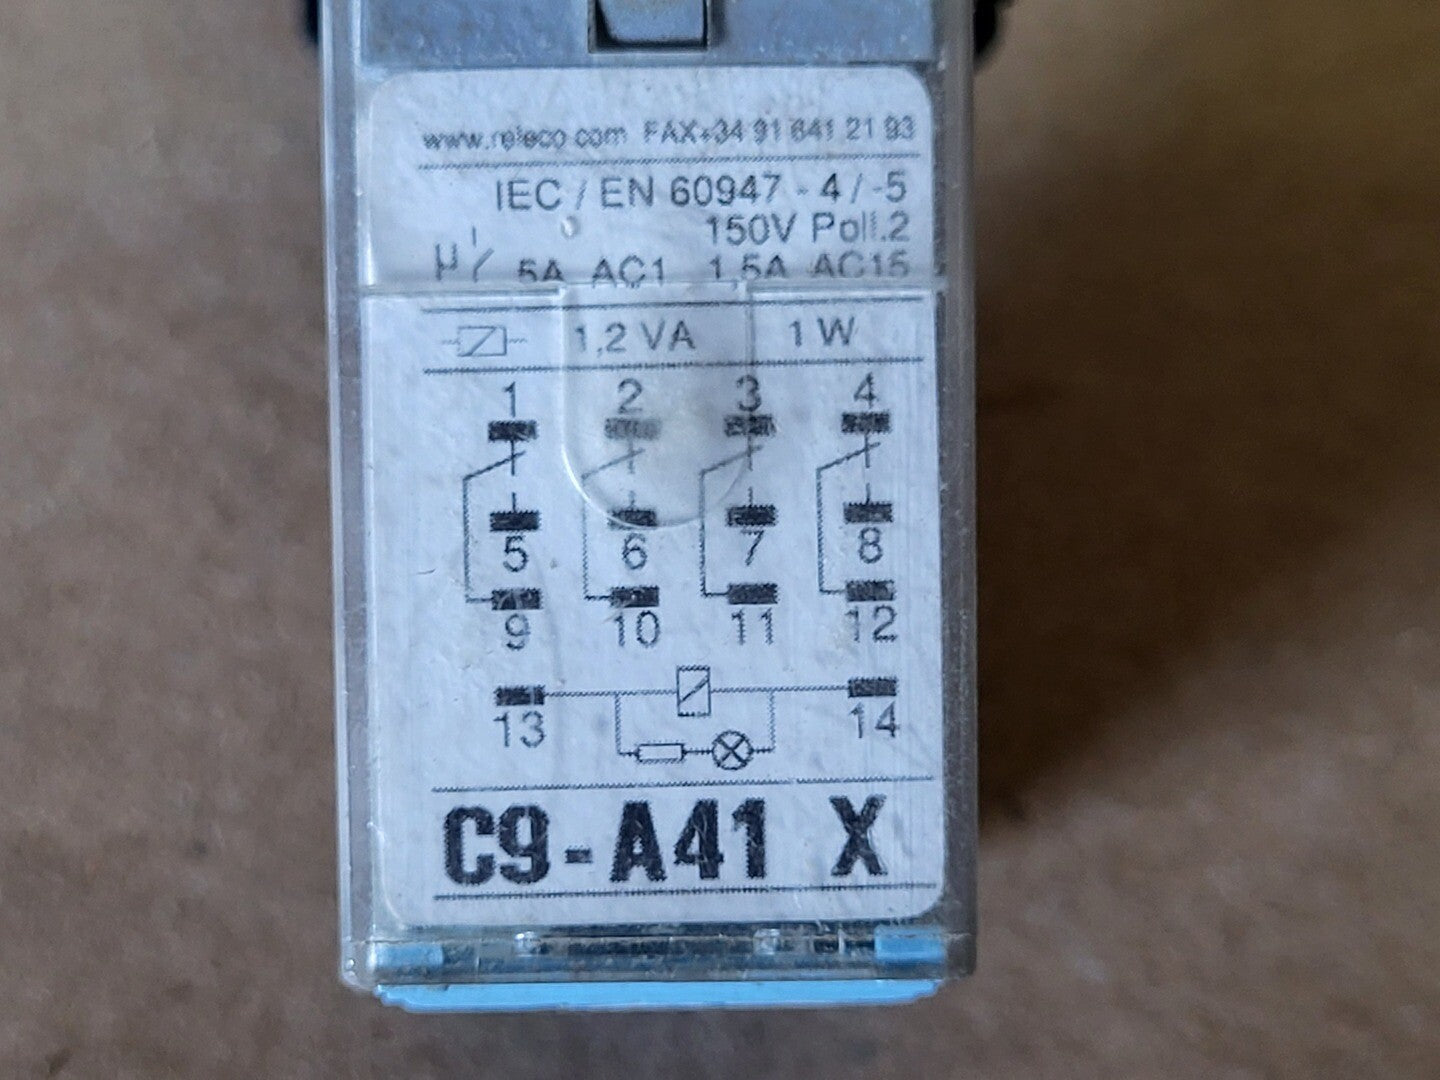 www.releco.com FAX+34 91 641 21 93
IEC / EN 60947 - 4 / -5
150V Poll.2
µ 5A AC1 1,5A AC15
1,2 VA 1 W
1 2 3 4
5 6 7 8
9 10 11 12
13 14
C9-A41 X